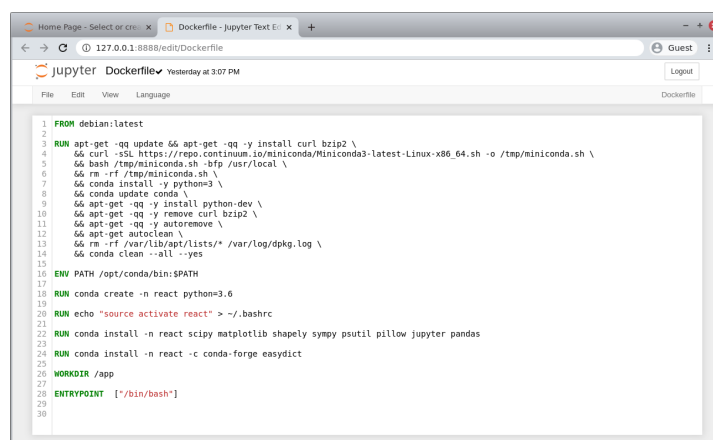 Home Page - Select or cre
Dockerfile - Jupyter Text Ed
127.0.0.1:8888/edit/Dockerfile
Guest
jupyter Dockerfile Yesterday at 3:07 PM
Logout
File Edit View Language
Dockerfile
1 FROM debian:latest
2
3 RUN apt-get -qq update && apt-get -qq -y install curl bzip2 \
4 && curl -sSL https://repo.continuum.io/miniconda/Miniconda3-latest-Linux-x86_64.sh -o /tmp/miniconda.sh \
5 && bash /tmp/miniconda.sh -bfp /usr/local \
6 && rm -rf /tmp/miniconda.sh \
7 && conda install -y python=3 \
8 && conda update conda \
9 && apt-get -qq -y install python-dev \
10 && apt-get -qq -y remove curl bzip2 \
11 && apt-get -qq -y autoremove \
12 && apt-get autoclean \
13 && rm -rf /var/lib/apt/lists/* /var/log/dpkg.log \
14 && conda clean --all --yes
15
16 ENV PATH /opt/conda/bin:$PATH
17
18 RUN conda create -n react python=3.6
19
20 RUN echo "source activate react" > ~/.bashrc
21
22 RUN conda install -n react scipy matplotlib shapely sympy psutil pillow jupyter pandas
23
24 RUN conda install -n react -c conda-forge easydict
25
26 WORKDIR /app
27
28 ENTRYPOINT ["/bin/bash"]
29
30